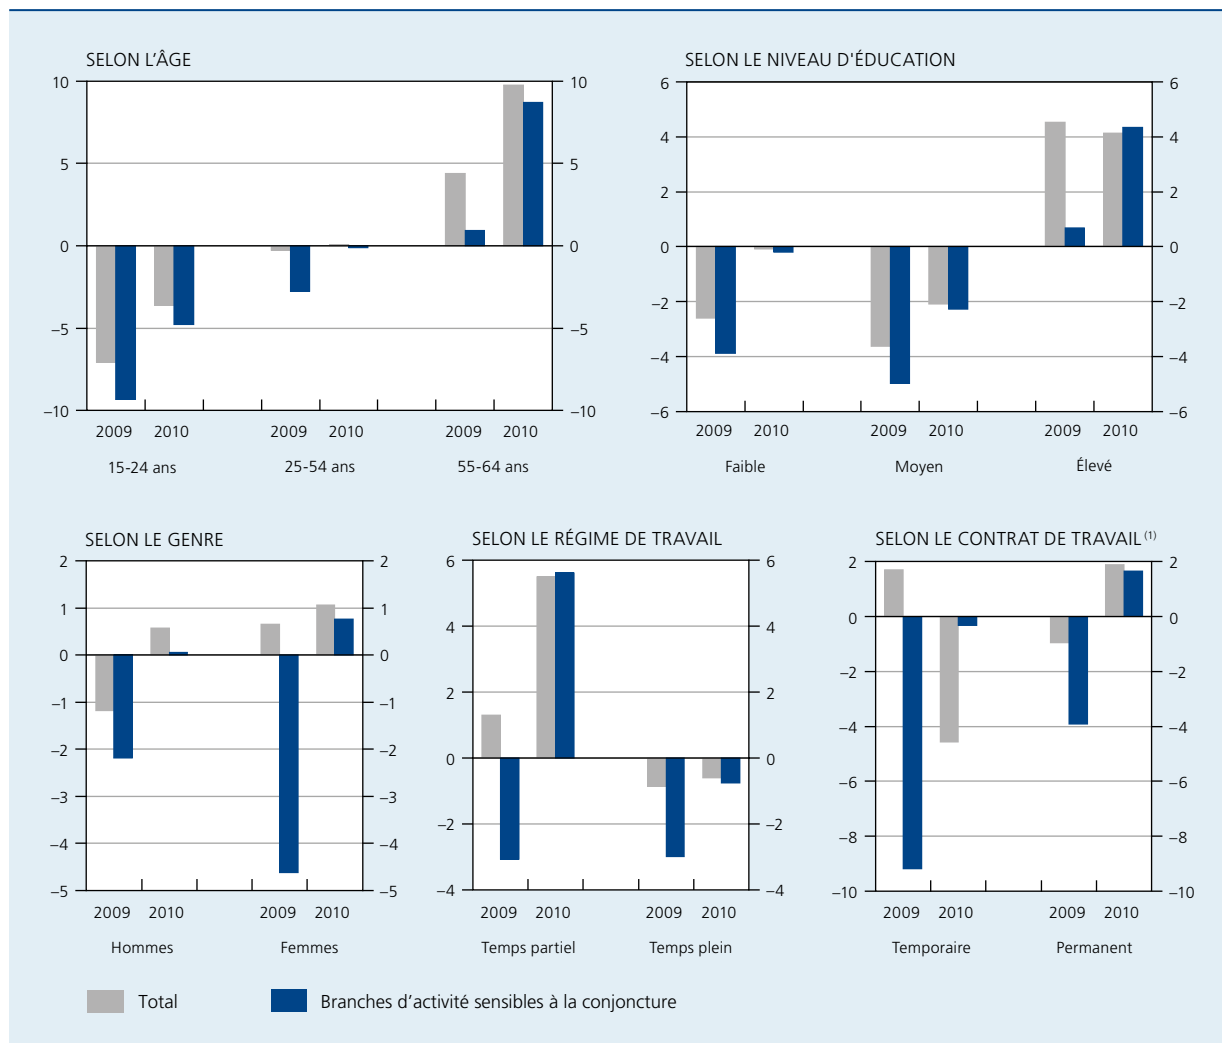 SELON L'ÂGE
10 10
5 5
0 0
–5 –5
–10 –10
2009 2010 2009 2010 2009 2010
15-24 ans 25-54 ans 55-64 ans
SELON LE NIVEAU D'ÉDUCATION
6 6
4 4
2 2
0 0
–2 –2
–4 –4
–6 –6
2009 2010 2009 2010 2009 2010
Faible Moyen Élevé
SELON LE GENRE
2 2
1 1
0 0
–1 –1
–2 –2
–3 –3
–4 –4
–5 –5
2009 2010 2009 2010
Hommes Femmes
SELON LE RÉGIME DE TRAVAIL
6 6
4 4
2 2
0 0
–2 –2
–4 –4
2009 2010 2009 2010
Temps partiel Temps plein
SELON LE CONTRAT DE TRAVAIL (1)
2 2
0 0
–2 –2
–4 –4
–6 –6
–8 –8
–10 –10
2009 2010 2009 2010
Temporaire Permanent
Total Branches d'activité sensibles à la conjoncture